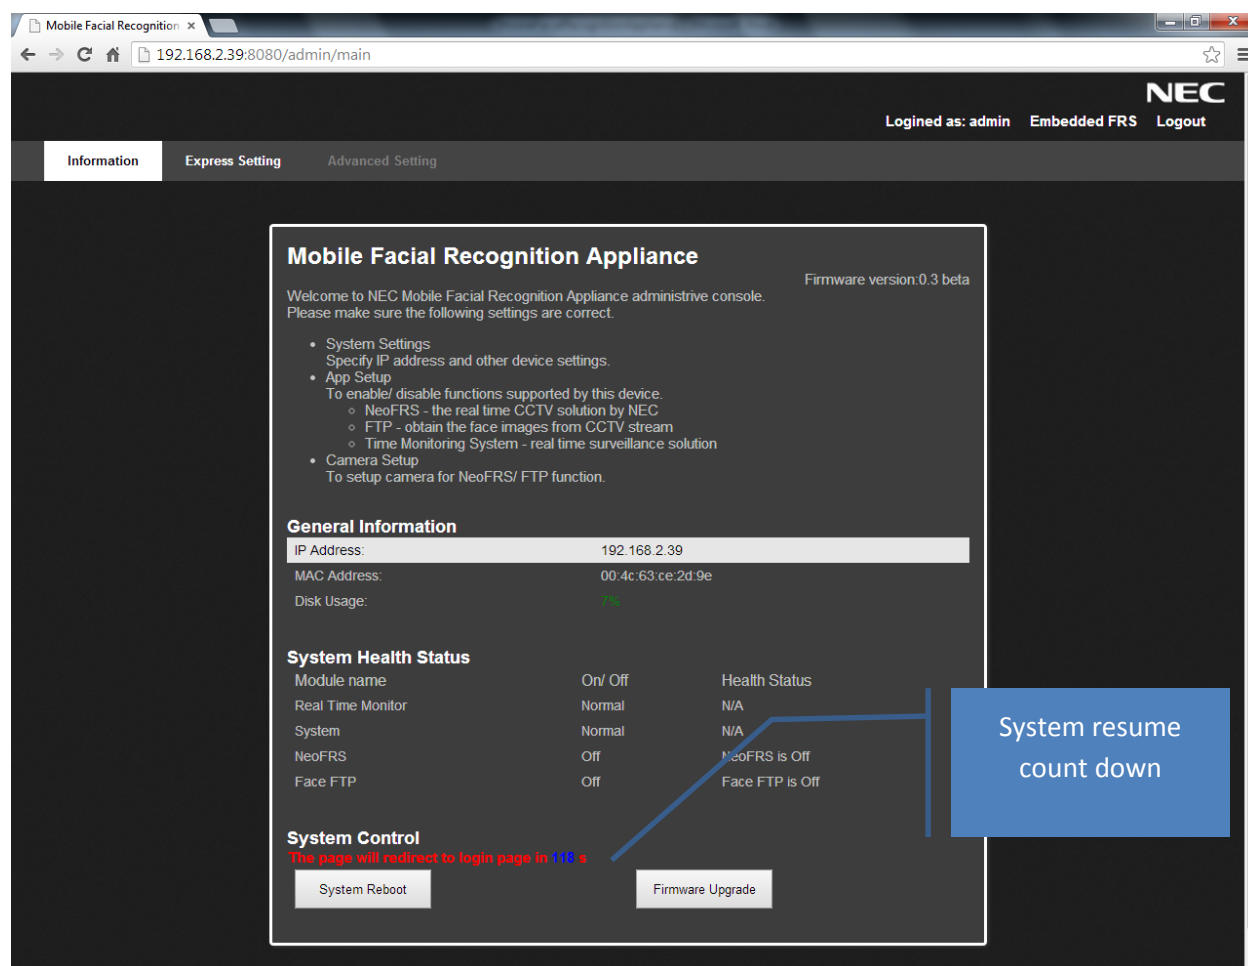 Mobile Facial Recognition
192.168.2.39:8080/admin/main
NEC
Logined as: admin Embedded FRS Logout
Information Express Setting Advanced Setting
Mobile Facial Recognition Appliance
Firmware version:0.3 beta
Welcome to NEC Mobile Facial Recognition Appliance administrive console.
Please make sure the following settings are correct.
• System Settings
Specify IP address and other device settings.
• App Setup
To enable/ disable functions supported by this device.
◦ NeoFRS - the real time CCTV solution by NEC
◦ FTP - obtain the face images from CCTV stream
◦ Time Monitoring System - real time surveillance solution
• Camera Setup
To setup camera for NeoFRS/ FTP function.
General Information
IP Address: 192.168.2.39
MAC Address: 00:4c:63:ce:2d:9e
Disk Usage: 7%
System Health Status
Module name On/ Off Health Status
Real Time Monitor Normal N/A
System Normal N/A
NeoFRS Off NeoFRS is Off
Face FTP Off Face FTP is Off
System resume
count down
System Control
The page will redirect to login page in 118 s
System Reboot Firmware Upgrade